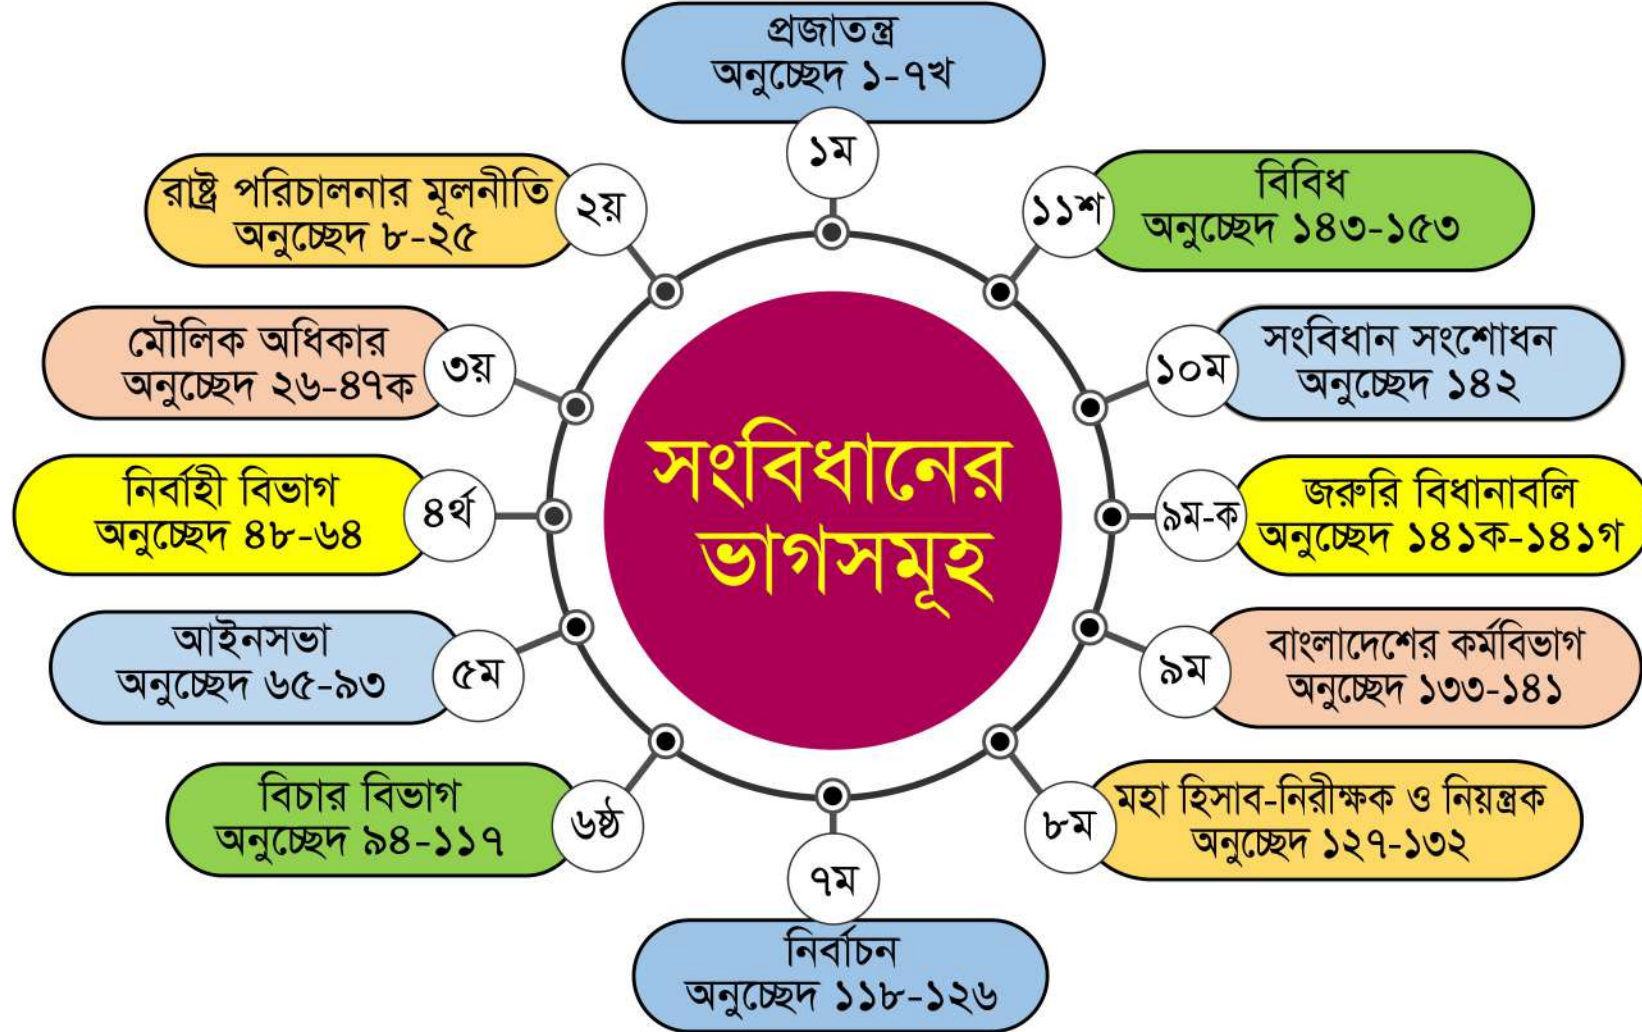 সংবিধানের
ভাগসমূহ
প্রজাতন্ত্র
অনুচ্ছেদ ১-৭খ
১ম
রাষ্ট্র পরিচালনার মূলনীতি
অনুচ্ছেদ ৮-২৫
২য়
মৌলিক অধিকার
অনুচ্ছেদ ২৬-৪৭ক
৩য়
নির্বাহী বিভাগ
অনুচ্ছেদ ৪৮-৬৪
৪র্থ
আইনসভা
অনুচ্ছেদ ৬৫-৯৩
৫ম
বিচার বিভাগ
অনুচ্ছেদ ৯৪-১১৭
৬ষ্ঠ
৭ম
নির্বাচন
অনুচ্ছেদ ১১৮-১২৬
৮ম
মহা হিসাব-নিরীক্ষক ও নিয়ন্ত্রক
অনুচ্ছেদ ১২৭-১৩২
৯ম
বাংলাদেশের কর্মবিভাগ
অনুচ্ছেদ ১৩৩-১৪১
৯ম-ক
জরুরি বিধানাবলি
অনুচ্ছেদ ১৪১ক-১৪১গ
১০ম
সংবিধান সংশোধন
অনুচ্ছেদ ১৪২
১১শ
বিবিধ
অনুচ্ছেদ ১৪৩-১৫৩